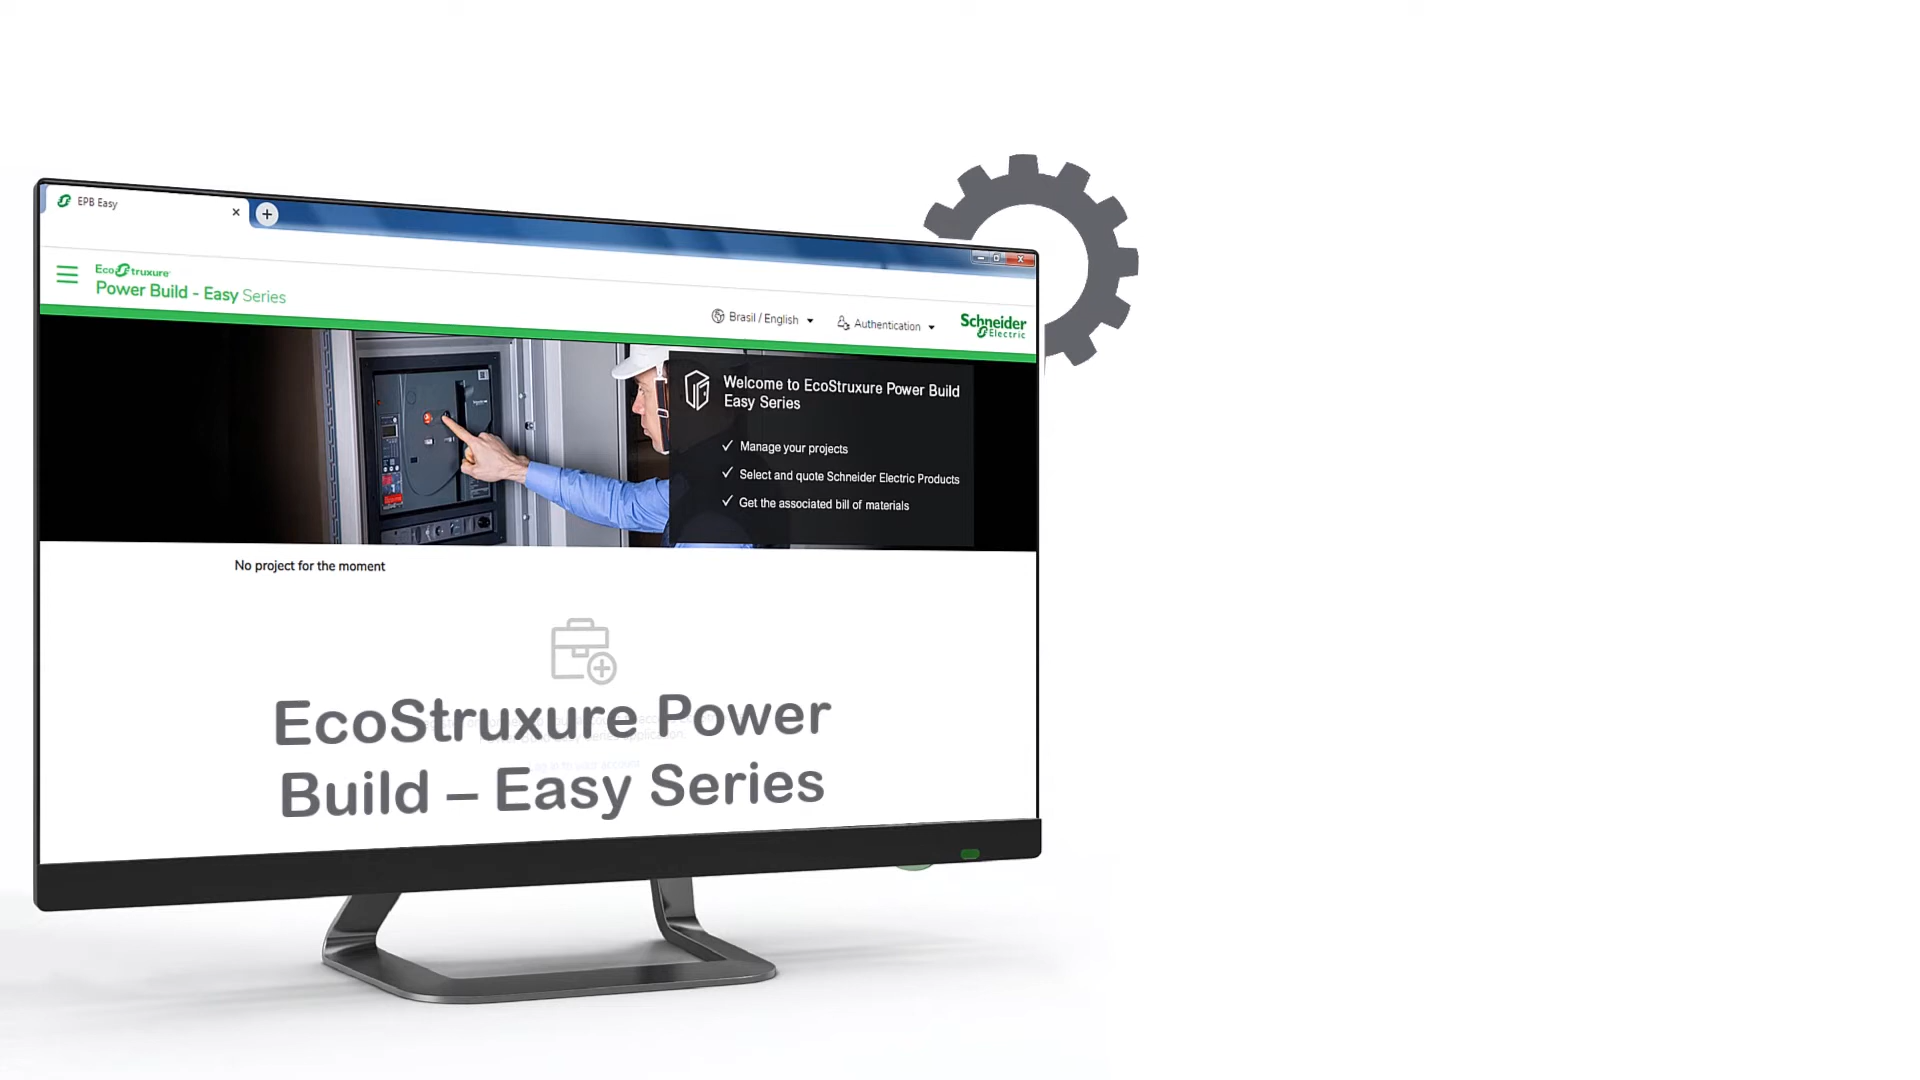 EPB Easy
EcoStruxure
Power Build - Easy Series
Brasil / English
Authentication
Schneider
Electric
Welcome to EcoStruxure Power Build
Easy Series
Manage your projects
Select and quote Schneider Electric Products
Get the associated bill of materials
No project for the moment
EcoStruxure Power
Build – Easy Series